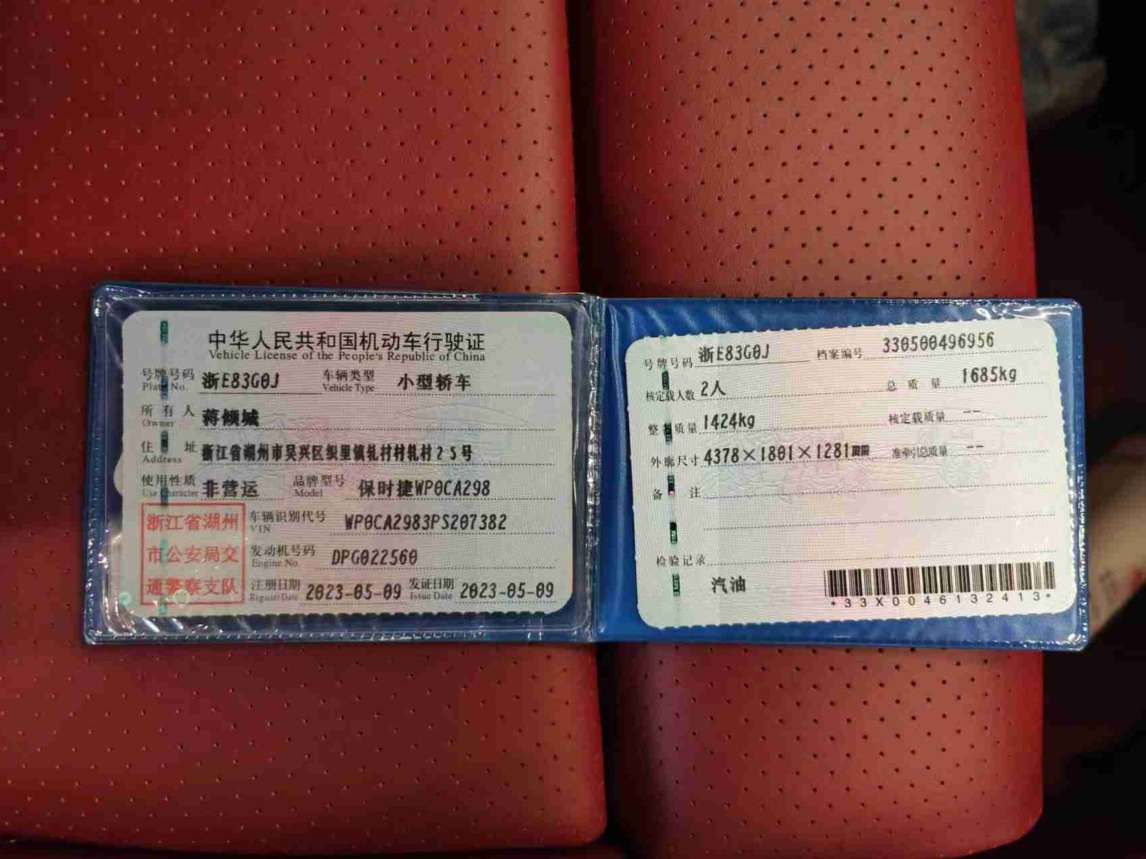 中华人民共和国机动车行驶证
Vehicle License of the People's Republic of China
号牌号码 浙E83G0J 车辆类型 小型轿车
Plate No. Vehicle Type
所有人 蒋倾城
Owner
住址 浙江省湖州市吴兴区织里镇轧村村轧村25号
Address
使用性质 非营运 品牌型号 保时捷WP0CA298
Use Character Model
浙江省湖州
市公安局交
通警察支队
车辆识别代号 WP0CA2983PS207382
VIN
发动机号码 DPG022560
Engine No.
注册日期 2023-05-09 发证日期 2023-05-09
Register Date Issue Date
号牌号码 浙E83G0J 档案编号 330500496956
核定载人数 2人 总质量 1685kg
整备质量 1424kg 核定载质量 --
外廓尺寸 4378×1801×1281mm 准牵引总质量 --
备注
检验记录
汽油
*33X0046132413*